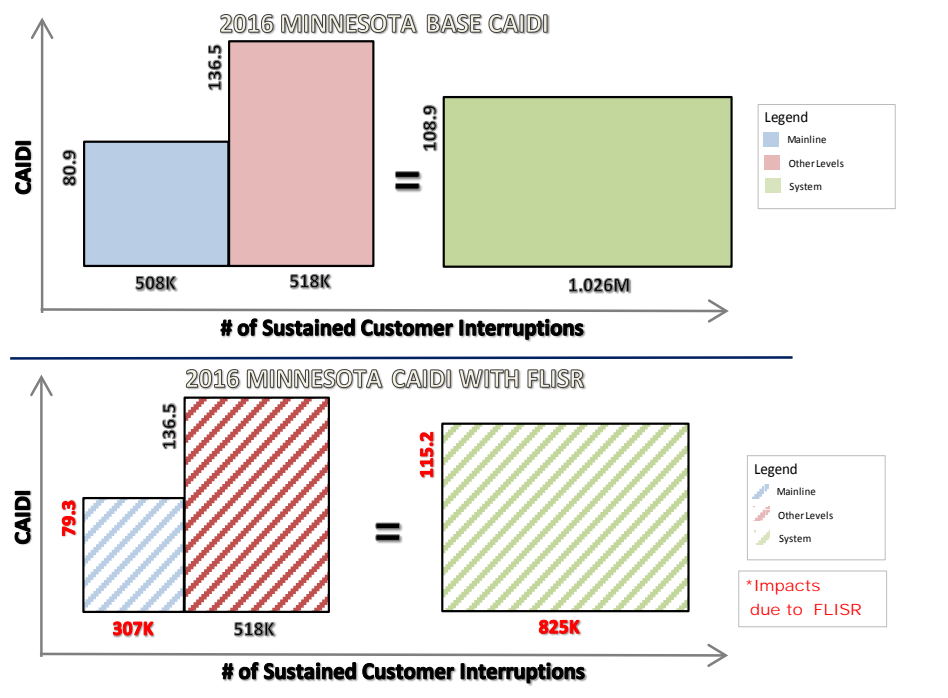 2016 MINNESOTA BASE CAIDI
136.5
80.9
108.9
CAIDI
=
508K
518K
1.026M
# of Sustained Customer Interruptions
Legend
Mainline
Other Levels
System
2016 MINNESOTA CAIDI WITH FLISR
136.5
79.3
115.2
CAIDI
=
307K
518K
825K
# of Sustained Customer Interruptions
Legend
Mainline
Other Levels
System
*Impacts
due to FLISR